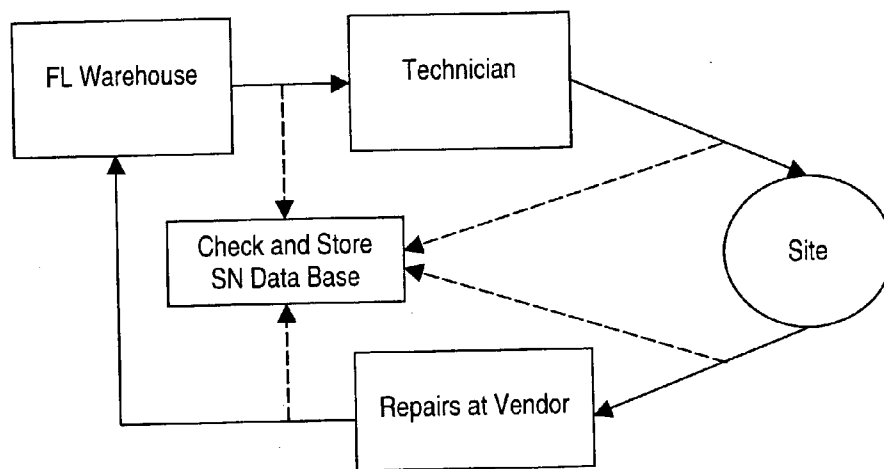 FL Warehouse
Technician
Check and Store
SN Data Base
Site
Repairs at Vendor